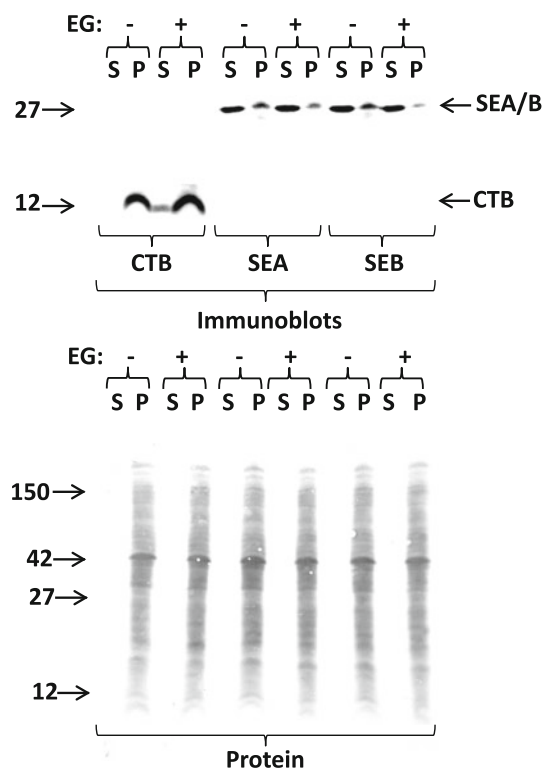 EG: - + - + - +
S P S P S P S P S P S P
27 SEA/B
12 CTB
CTB SEA SEB
Immunoblots
EG: - + - + - +
S P S P S P S P S P S P
150
42
27
12
Protein